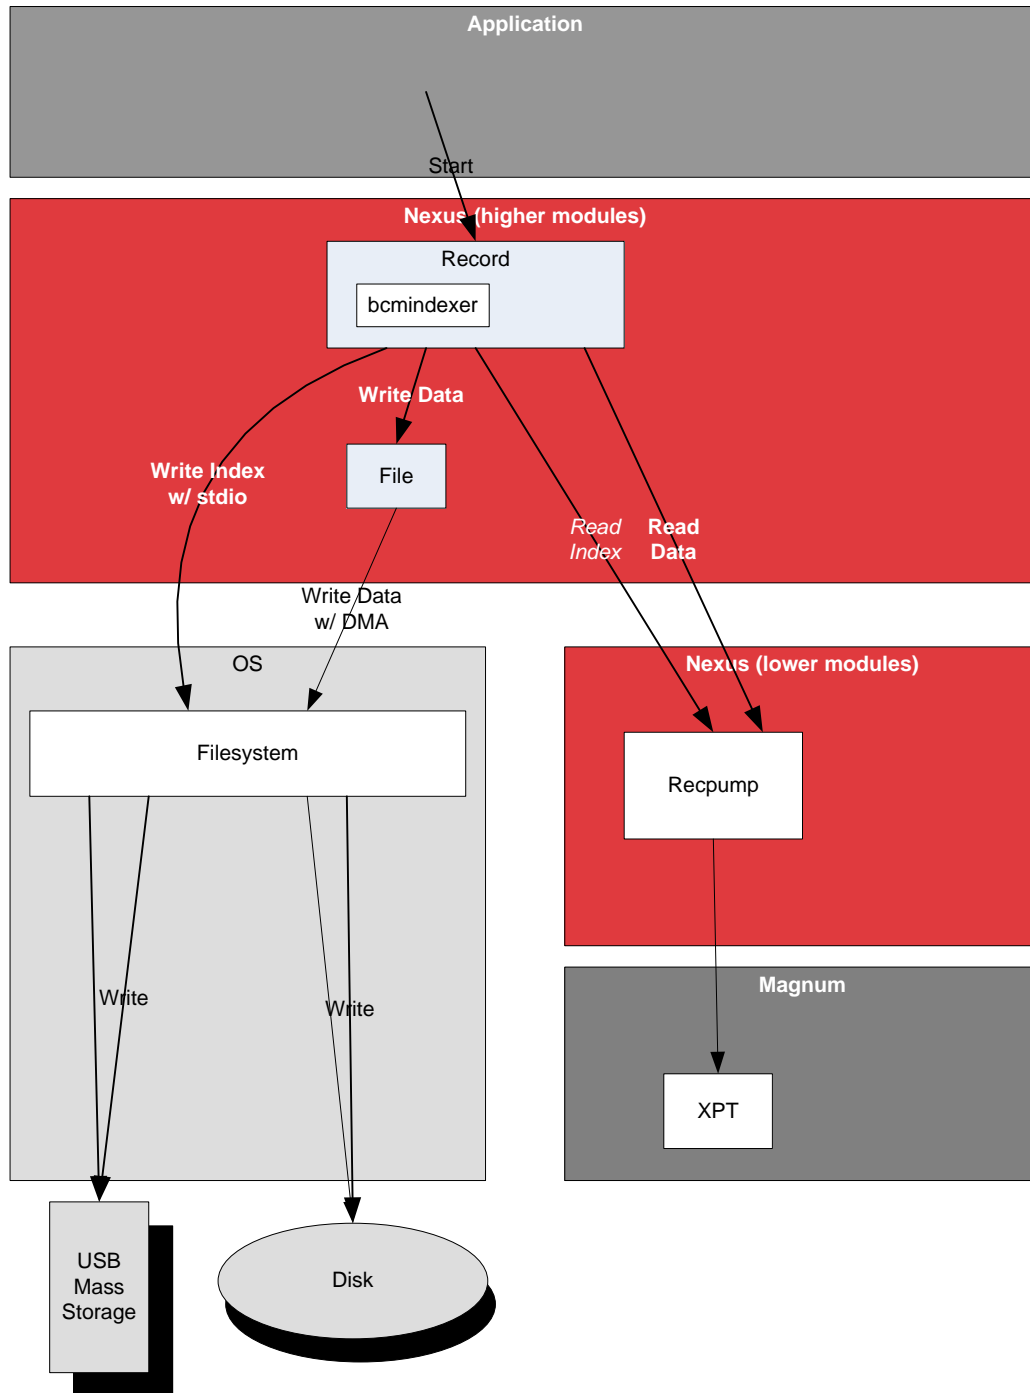 Application
Start
Nexus (higher modules)
Record
bcmindexer
Write Data
File
Write Index
w/ stdio
Read
Index
Read
Data
Write Data
w/ DMA
OS
Nexus (lower modules)
Filesystem
Recpump
Magnum
Write
Write
XPT
USB
Mass
Storage
Disk